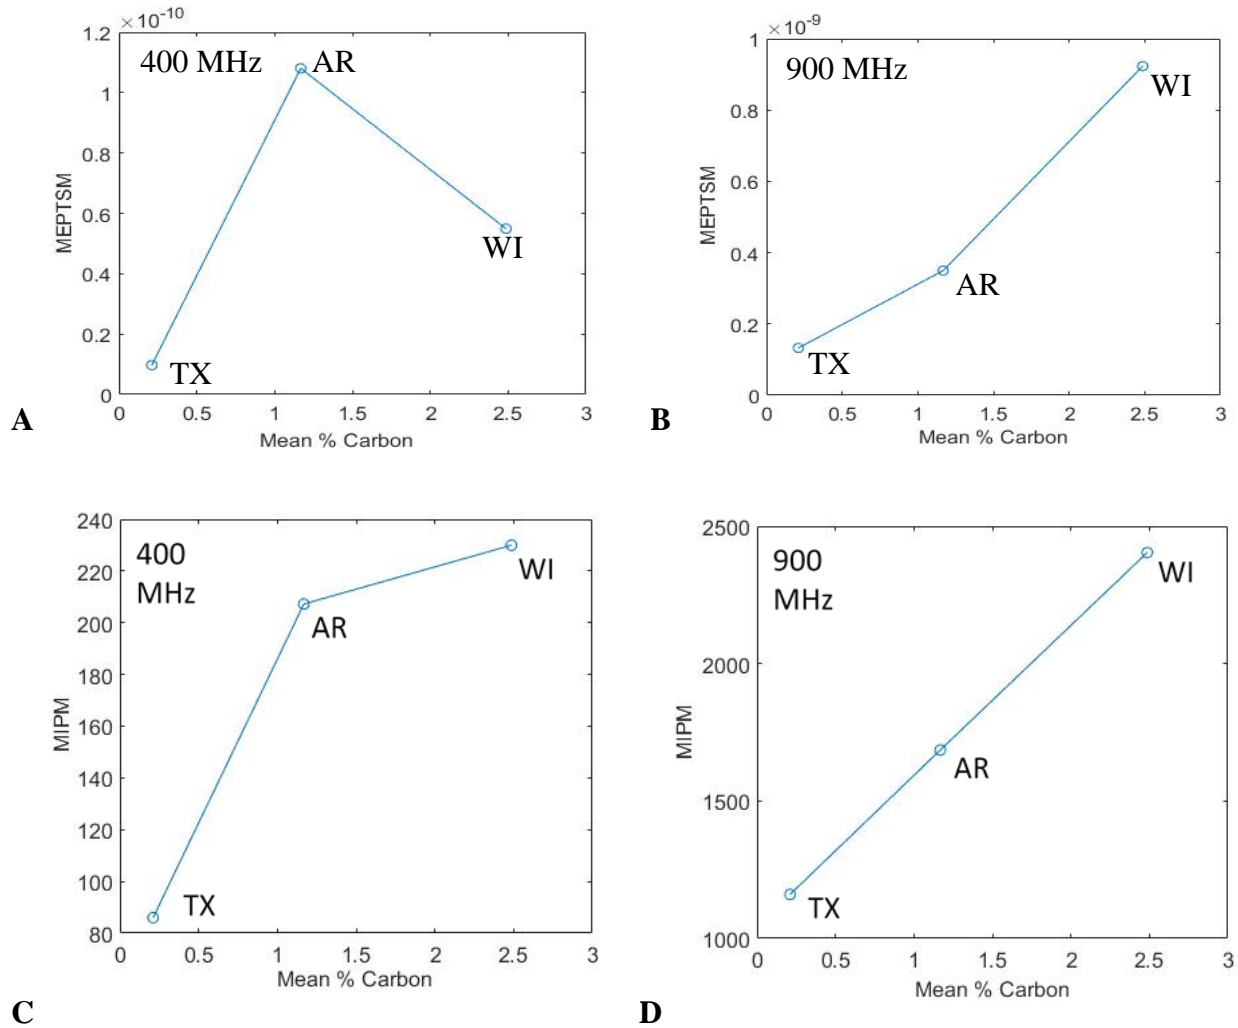 ×10⁻¹⁰
1.2
400 MHz
AR
1
0.8
MEPTSM
0.6
WI
0.4
0.2
TX
0
0 0.5 1 1.5 2 2.5 3
Mean % Carbon
A
×10⁻⁹
1
900 MHz
WI
0.8
0.6
MEPTSM
0.4
AR
0.2
TX
0
0 0.5 1 1.5 2 2.5 3
Mean % Carbon
B
240
400
MHz
WI
220
AR
200
180
160
MIPM
140
120
100
TX
80
0 0.5 1 1.5 2 2.5 3
Mean % Carbon
C
2500
900
MHz
WI
2000
MIPM
AR
1500
TX
1000
0 0.5 1 1.5 2 2.5 3
Mean % Carbon
D